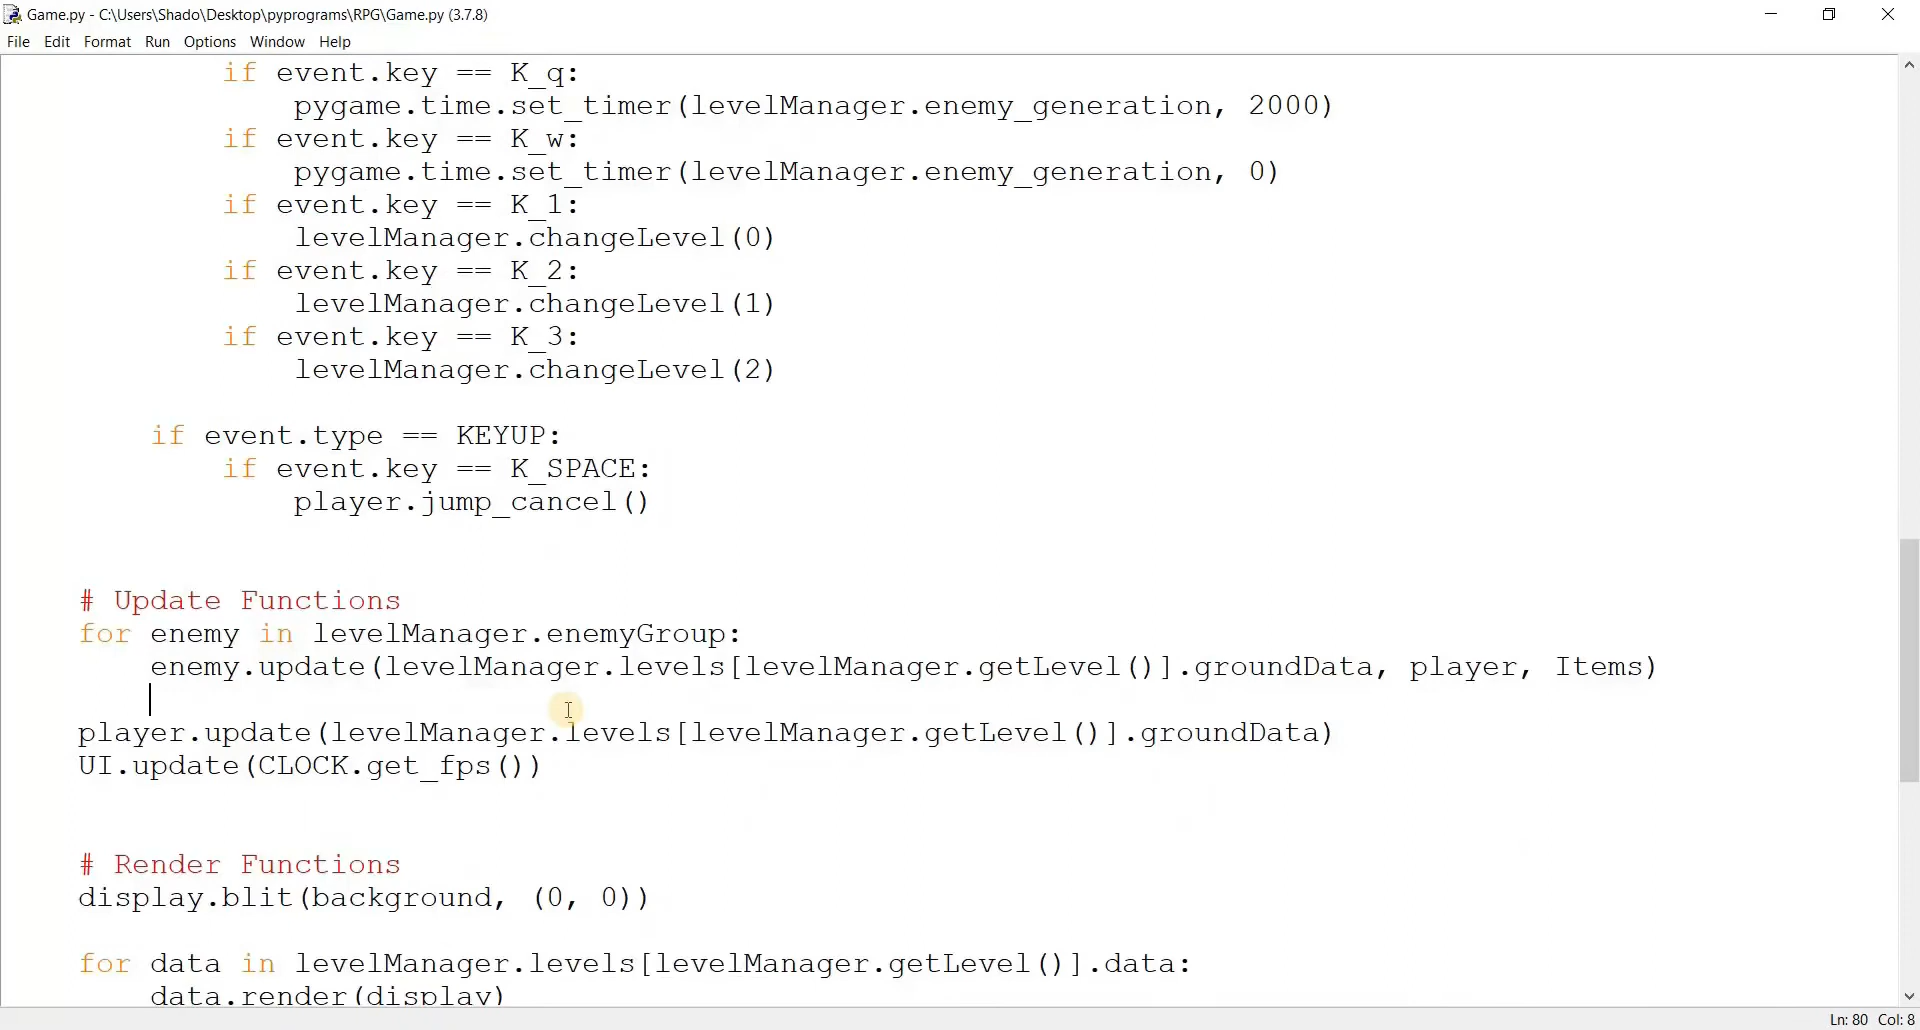 Game.py - C:\Users\Shado\Desktop\pyprograms\RPG\Game.py (3.7.8)
File Edit Format Run Options Window Help
if event.key == K_q:
pygame.time.set_timer(levelManager.enemy_generation, 2000)
if event.key == K_w:
pygame.time.set_timer(levelManager.enemy_generation, 0)
if event.key == K_1:
levelManager.changeLevel(0)
if event.key == K_2:
levelManager.changeLevel(1)
if event.key == K_3:
levelManager.changeLevel(2)
if event.type == KEYUP:
if event.key == K_SPACE:
player.jump_cancel()
# Update Functions
for enemy in levelManager.enemyGroup:
enemy.update(levelManager.levels[levelManager.getLevel()].groundData, player, Items)
player.update(levelManager.levels[levelManager.getLevel()].groundData)
UI.update(CLOCK.get_fps())
# Render Functions
display.blit(background, (0, 0))
for data in levelManager.levels[levelManager.getLevel()].data:
data.render(display)
Ln: 80 Col: 8